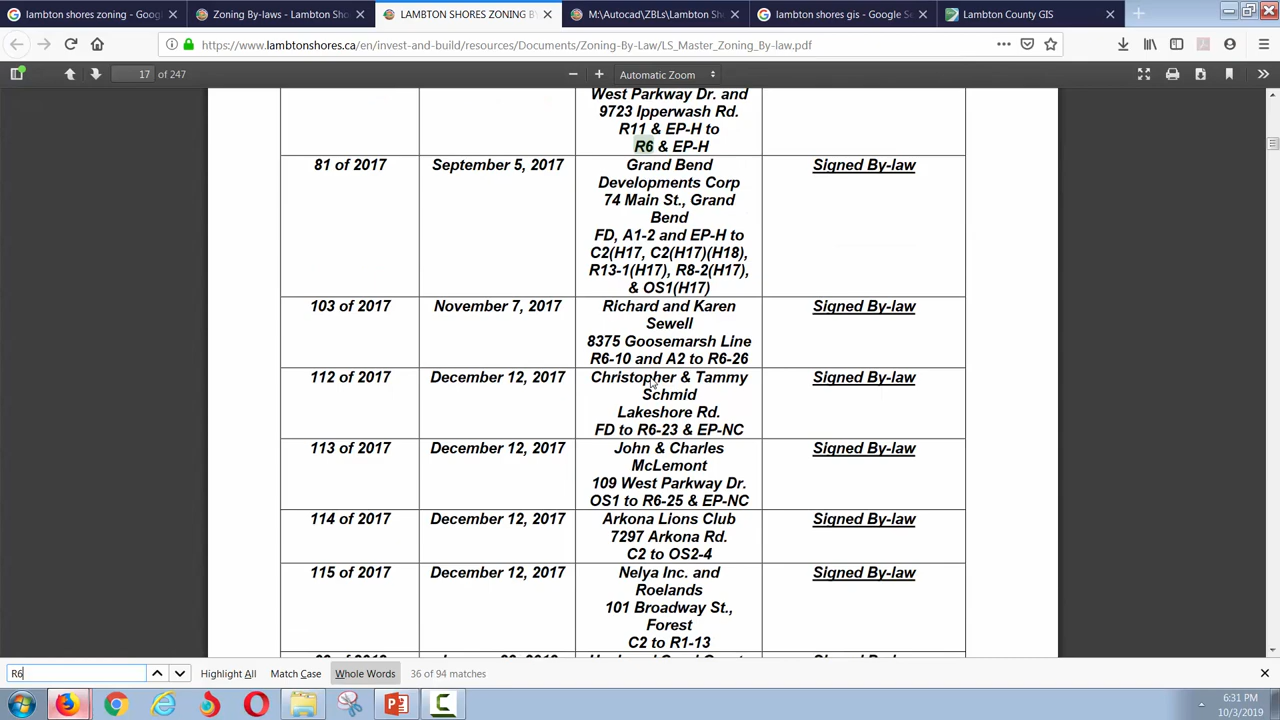 lambton shores zoning - Goog
Zoning By-laws - Lambton Shores
LAMBTON SHORES ZONING B
M:\Autocad\ZBLs\Lambton Sh
lambton shores gis - Google Se
Lambton County GIS
https://www.lambtonshores.ca/en/invest-and-build/resources/Documents/Zoning-By-Law/LS_Master_Zoning_By-law.pdf
17 of 247
Automatic Zoom
West Parkway Dr. and
9723 Ipperwash Rd.
R11 & EP-H to
R6 & EP-H
81 of 2017 September 5, 2017 Grand Bend Signed By-law
Developments Corp
74 Main St., Grand
Bend
FD, A1-2 and EP-H to
C2(H17, C2(H17)(H18),
R13-1(H17), R8-2(H17),
& OS1(H17)
103 of 2017 November 7, 2017 Richard and Karen Signed By-law
Sewell
8375 Goosemarsh Line
R6-10 and A2 to R6-26
112 of 2017 December 12, 2017 Christopher & Tammy Signed By-law
Schmid
Lakeshore Rd.
FD to R6-23 & EP-NC
113 of 2017 December 12, 2017 John & Charles Signed By-law
McLemont
109 West Parkway Dr.
OS1 to R6-25 & EP-NC
114 of 2017 December 12, 2017 Arkona Lions Club Signed By-law
7297 Arkona Rd.
C2 to OS2-4
115 of 2017 December 12, 2017 Nelya Inc. and Signed By-law
Roelands
101 Broadway St.,
Forest
C2 to R1-13
R6
Highlight All Match Case Whole Words 36 of 94 matches
6:31 PM
10/3/2019